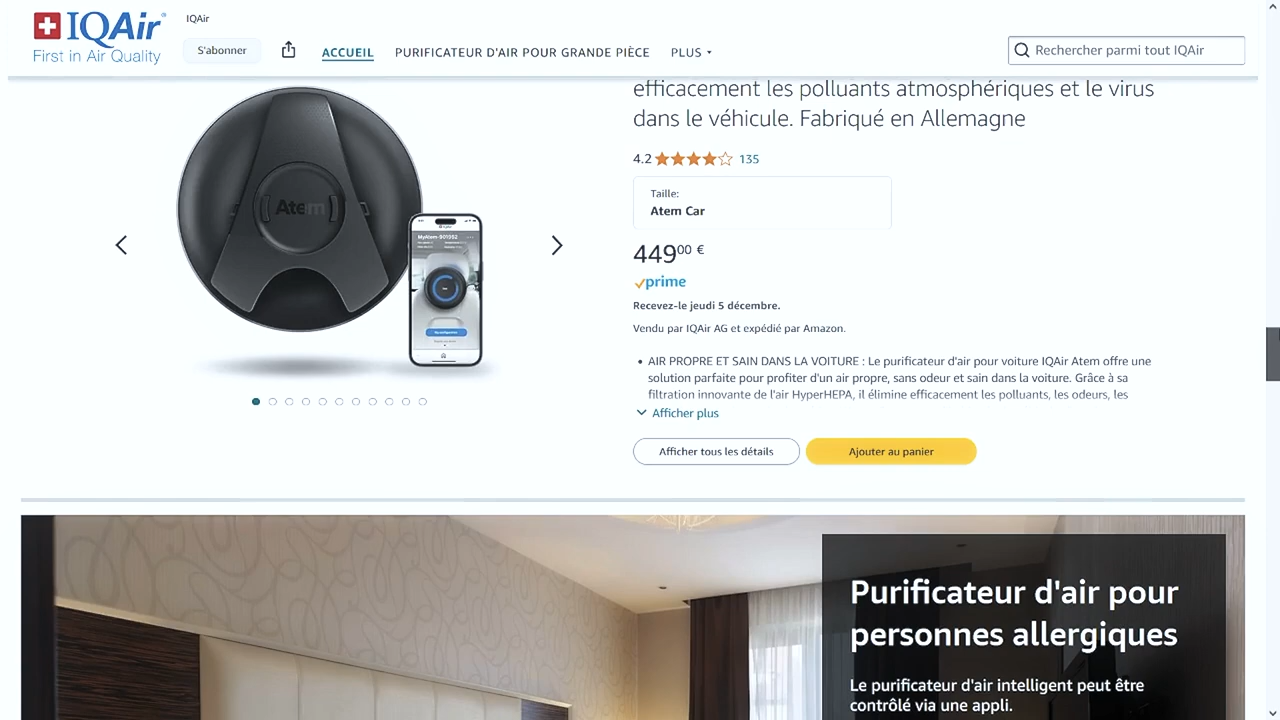 IQAir
First in Air Quality
IQAir
S'abonner
ACCUEIL
PURIFICATEUR D'AIR POUR GRANDE PIÈCE
PLUS
Rechercher parmi tout IQAir
efficacement les polluants atmosphériques et le virus
dans le véhicule. Fabriqué en Allemagne
4.2
135
Taille:
Atem Car
449,00 €
prime
Recevez-le jeudi 5 décembre.
Vendu par IQAir AG et expédié par Amazon.
• AIR PROPRE ET SAIN DANS LA VOITURE : Le purificateur d'air pour voiture IQAir Atem offre une
solution parfaite pour profiter d'un air propre, sans odeur et sain dans la voiture. Grâce à sa
filtration innovante de l'air HyperHEPA, il élimine efficacement les polluants, les odeurs, les
Afficher plus
Afficher tous les détails
Ajouter au panier
Atem
MyAtem-B01052
Purificateur d'air pour
personnes allergiques
Le purificateur d'air intelligent peut être
contrôlé via une appli.